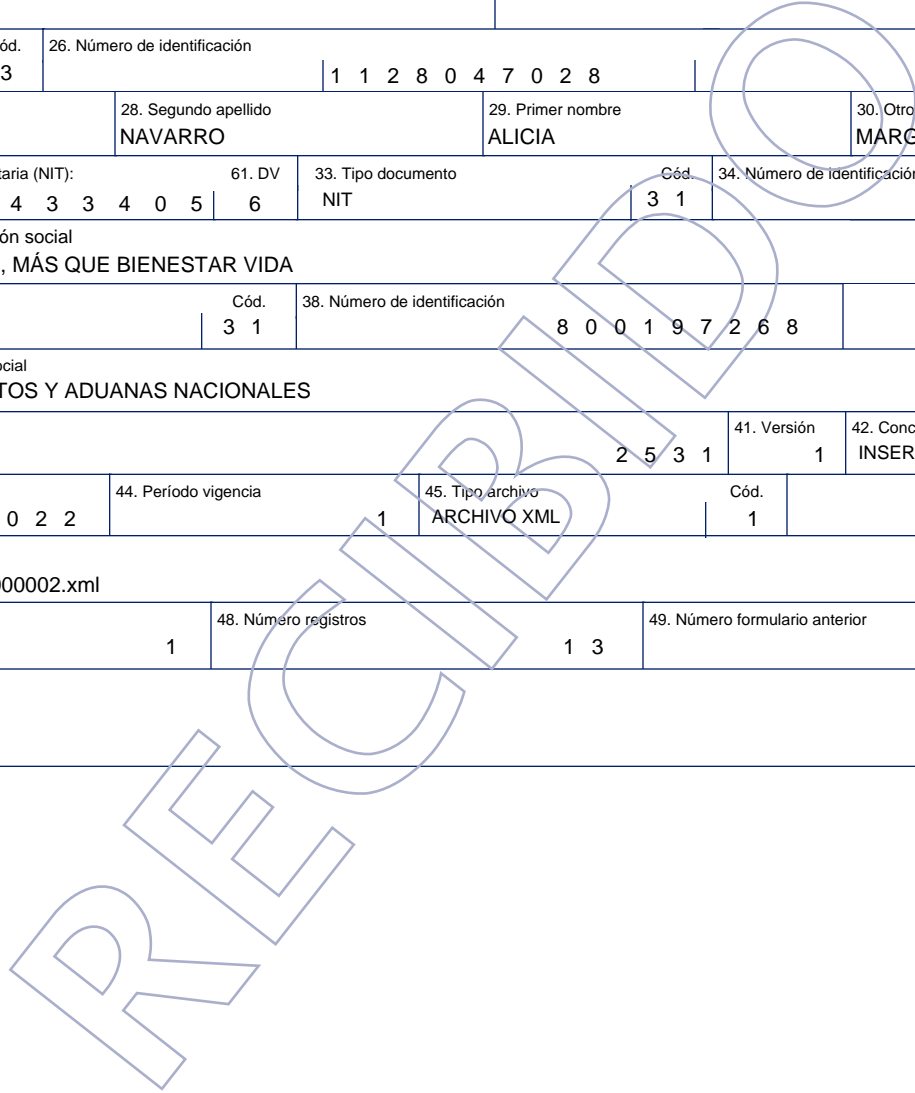 ód. 26. Número de identificación
3 1 1 2 8 0 4 7 0 2 8
28. Segundo apellido 29. Primer nombre 30. Otro
NAVARRO ALICIA MARG
taria (NIT): 61. DV 33. Tipo documento Cód. 34. Número de identificación
4 3 3 4 0 5 6 NIT 3 1
ón social
, MÁS QUE BIENESTAR VIDA
Cód. 38. Número de identificación
3 1 8 0 0 1 9 7 2 6 8
ocial
TOS Y ADUANAS NACIONALES
41. Versión 42. Conc
2 5 3 1 1 INSER
44. Período vigencia 45. Tipo archivo Cód.
0 2 2 1 ARCHIVO XML 1
000002.xml
48. Número registros 49. Número formulario anterior
1 1 3
RECIBIDO